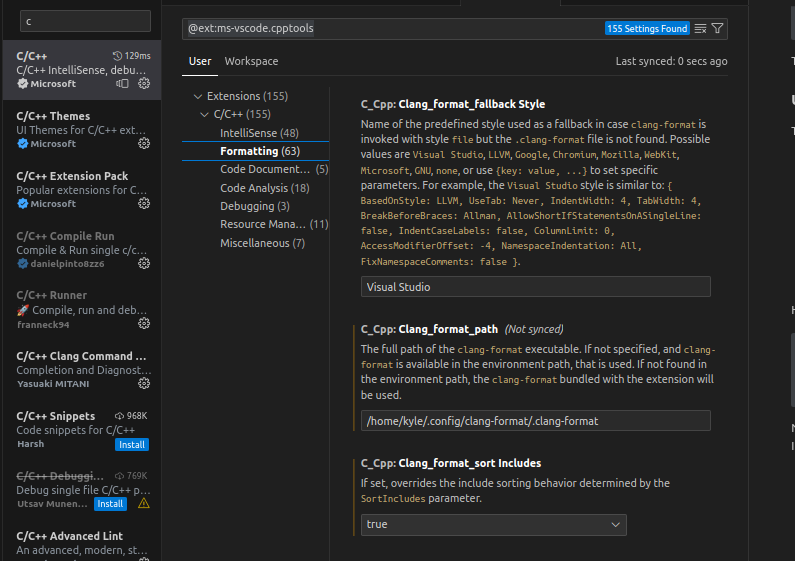 c
@ext:ms-vscode.cpptools
155 Settings Found
User
Workspace
Last synced: 0 secs ago
C/C++
129ms
C/C++ IntelliSense, debu...
Microsoft
C/C++ Themes
UI Themes for C/C++ ext...
Microsoft
C/C++ Extension Pack
Popular extensions for C...
Microsoft
C/C++ Compile Run
Compile & Run single c/c...
danielpinto8zz6
C/C++ Runner
🚀 Compile, run and deb...
franneck94
C/C++ Clang Command ...
Completion and Diagnost...
Yasuaki MITANI
C/C++ Snippets
968K
Code snippets for C/C++
Harsh
Install
C/C++ Debuggi...
769K
Debug single file C/C++ p...
Utsav Munen...
Install
C/C++ Advanced Lint
An advanced, modern, st...
Extensions (155)
C/C++ (155)
IntelliSense (48)
Formatting (63)
Code Document... (5)
Code Analysis (18)
Debugging (3)
Resource Mana... (11)
Miscellaneous (7)
C_Cpp: Clang_format_fallback Style
Name of the predefined style used as a fallback in case clang-format is
invoked with style file but the .clang-format file is not found. Possible
values are Visual Studio, LLVM, Google, Chromium, Mozilla, WebKit,
Microsoft, GNU, none, or use {key: value, ...} to set specific
parameters. For example, the Visual Studio style is similar to: {
BasedOnStyle: LLVM, UseTab: Never, IndentWidth: 4, TabWidth: 4,
BreakBeforeBraces: Allman, AllowShortIfStatementsOnASingleLine:
false, IndentCaseLabels: false, ColumnLimit: 0,
AccessModifierOffset: -4, NamespaceIndentation: All,
FixNamespaceComments: false }.
Visual Studio
C_Cpp: Clang_format_path (Not synced)
The full path of the clang-format executable. If not specified, and clang-
format is available in the environment path, that is used. If not found in
the environment path, the clang-format bundled with the extension will
be used.
/home/kyle/.config/clang-format/.clang-format
C_Cpp: Clang_format_sort Includes
If set, overrides the include sorting behavior determined by the
SortIncludes parameter.
true